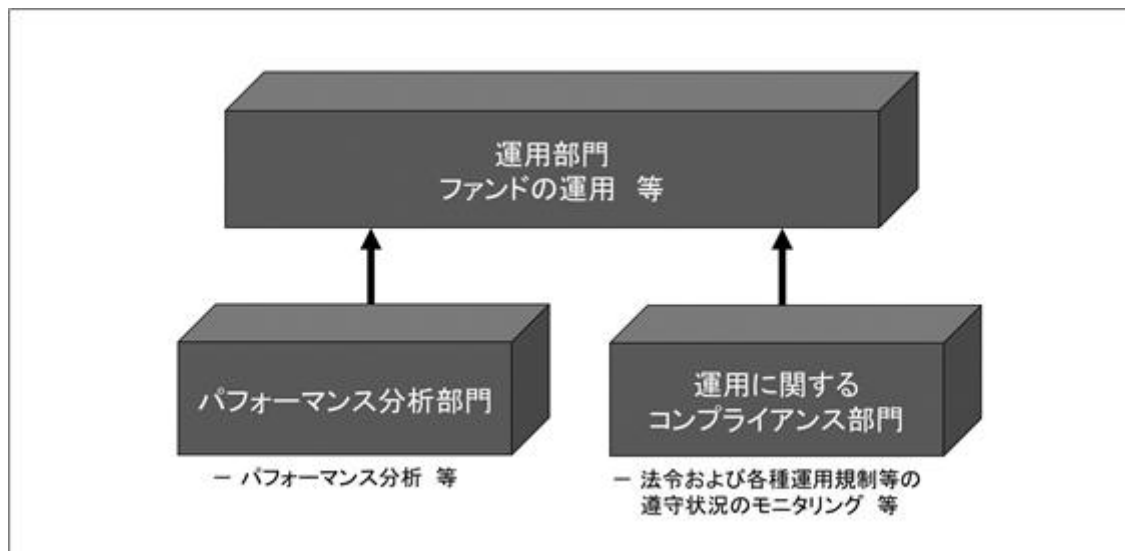 運用部門
ファンドの運用 等
パフォーマンス分析部門
－ パフォーマンス分析 等
運用に関する
コンプライアンス部門
－ 法令および各種運用規制等の
遵守状況のモニタリング 等